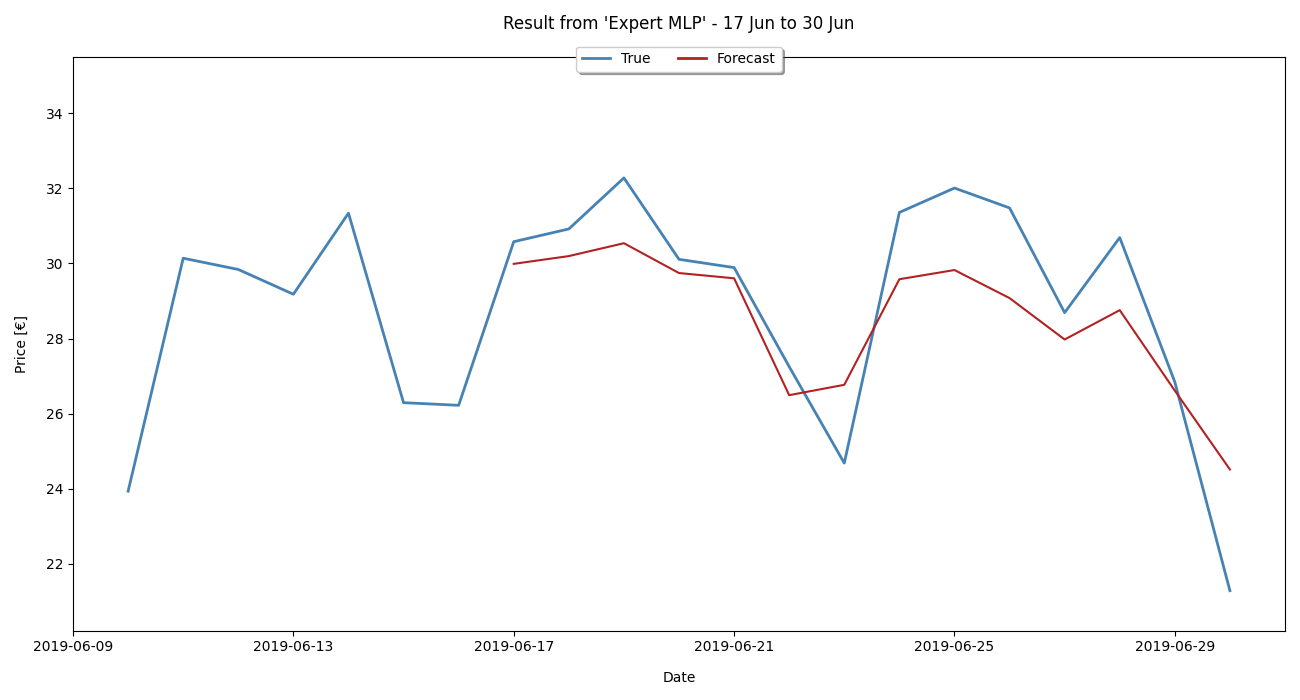 Result from 'Expert MLP' - 17 Jun to 30 Jun
True Forecast
Price [€]
34
32
30
28
26
24
22
2019-06-09 2019-06-13 2019-06-17 2019-06-21 2019-06-25 2019-06-29
Date